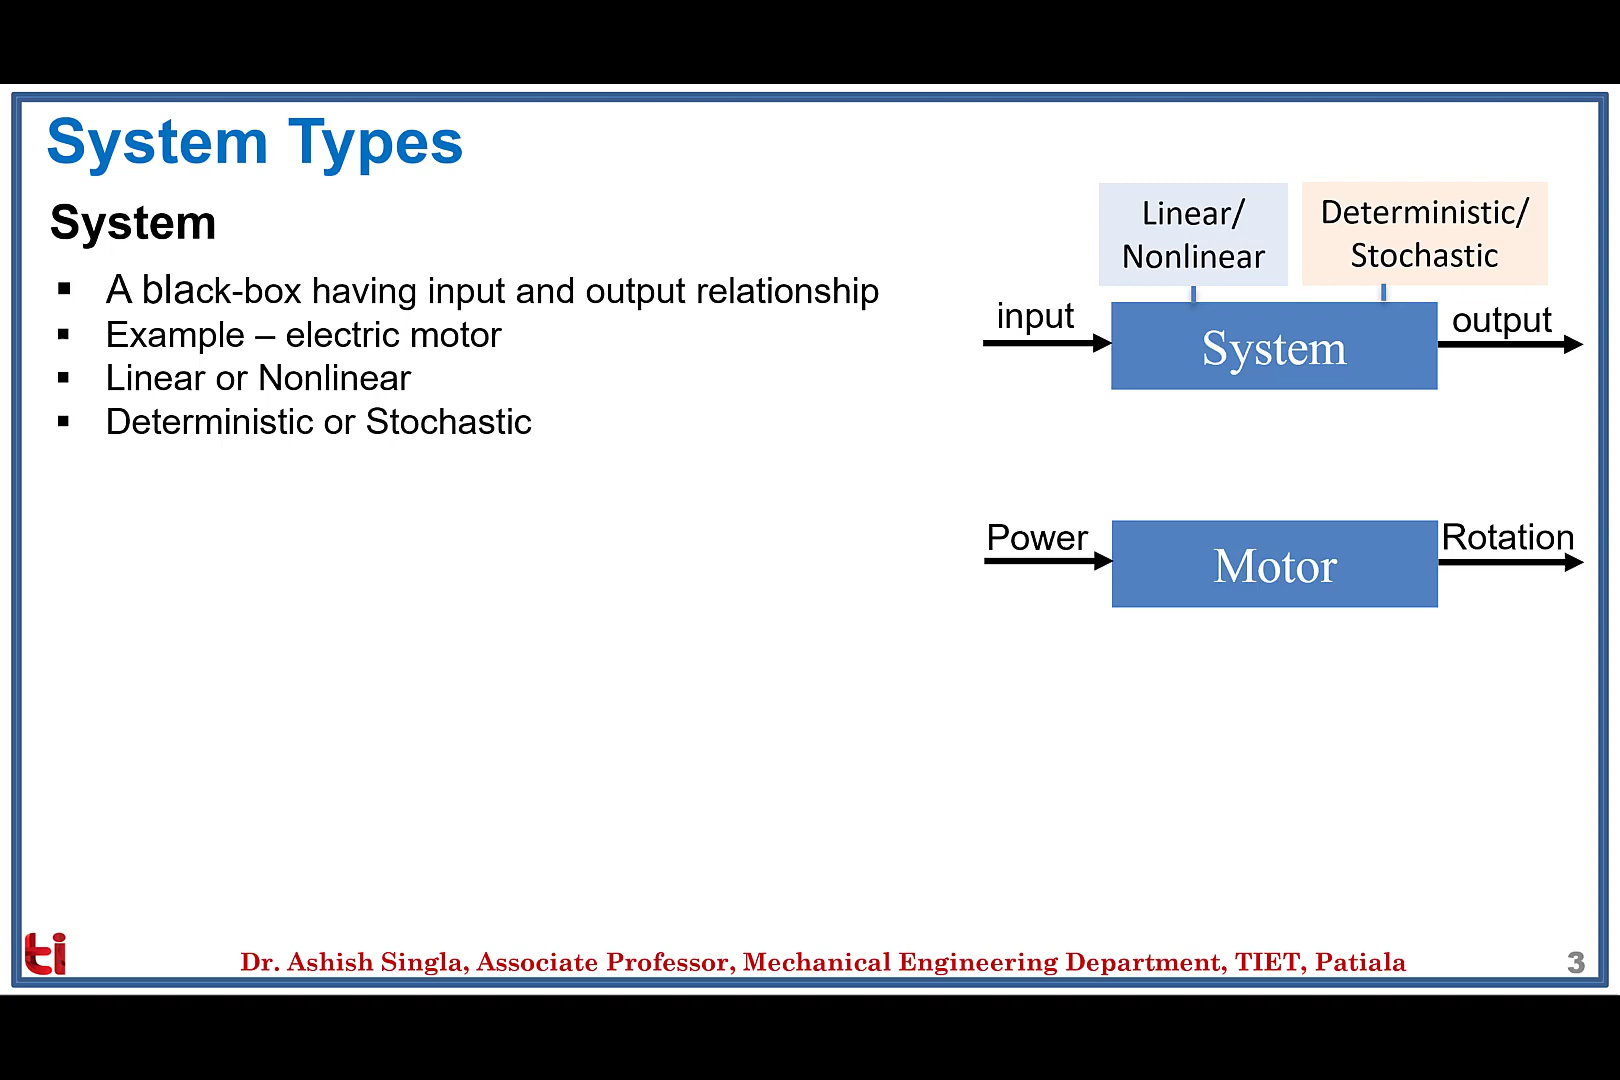 System Types
System
▪ A black-box having input and output relationship
▪ Example – electric motor
▪ Linear or Nonlinear
▪ Deterministic or Stochastic
Linear/
Nonlinear
Deterministic/
Stochastic
input
System
output
Power
Motor
Rotation
ti
Dr. Ashish Singla, Associate Professor, Mechanical Engineering Department, TIET, Patiala
3